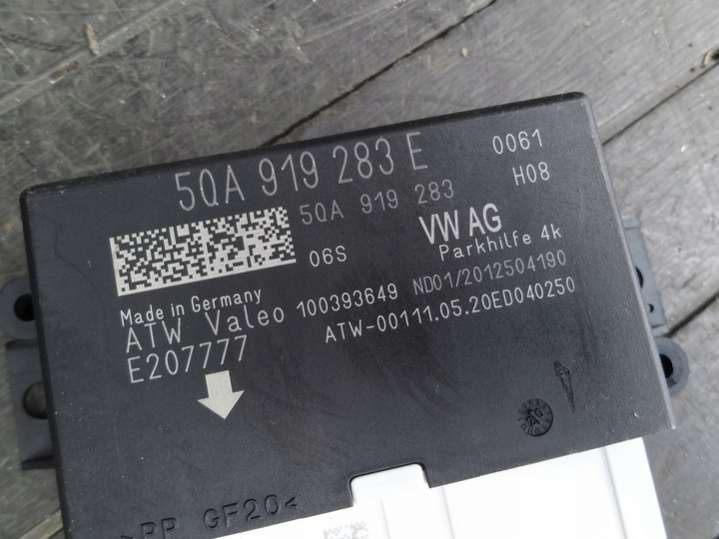 5QA 919 283 E
0061
5QA 919 283
H08
06S
VW AG
Parkhilfe 4k
Made in Germany
ATW Valeo 100393649 ND01/2012504190
E207777
ATW-00111.05.20ED040250
>PP GF20<